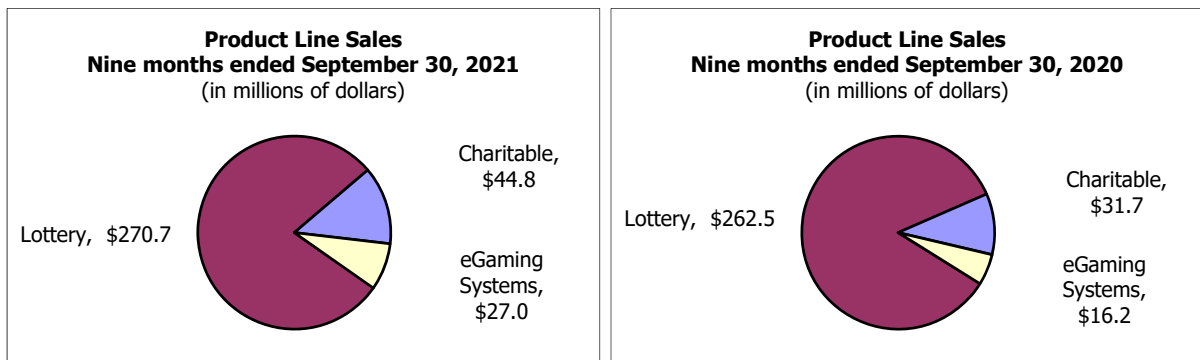 Product Line Sales
Nine months ended September 30, 2021
(in millions of dollars)
Charitable,
$44.8
Lottery, $270.7
eGaming
Systems,
$27.0
Product Line Sales
Nine months ended September 30, 2020
(in millions of dollars)
Charitable,
$31.7
Lottery, $262.5
eGaming
Systems,
$16.2